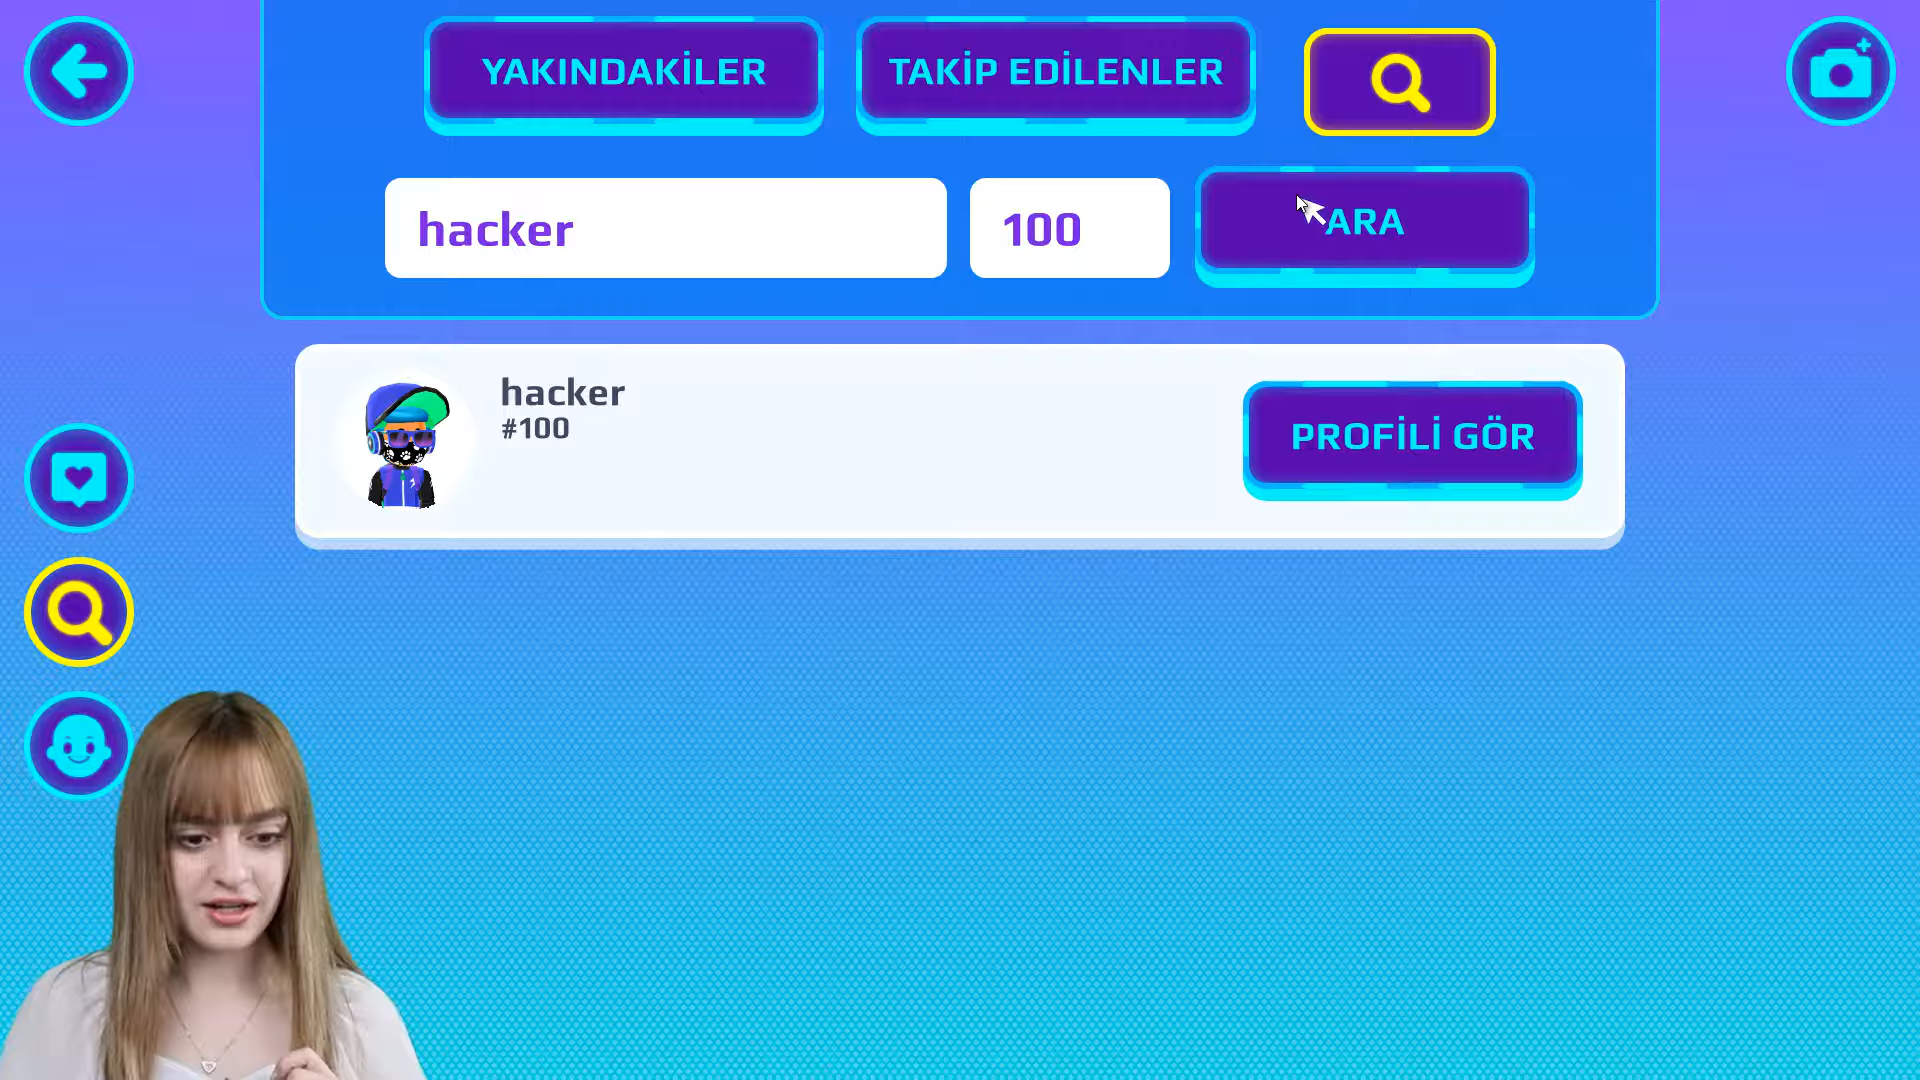 YAKINDAKİLER
TAKİP EDİLENLER
hacker
100
ARA
hacker
#100
PROFİLİ GÖR